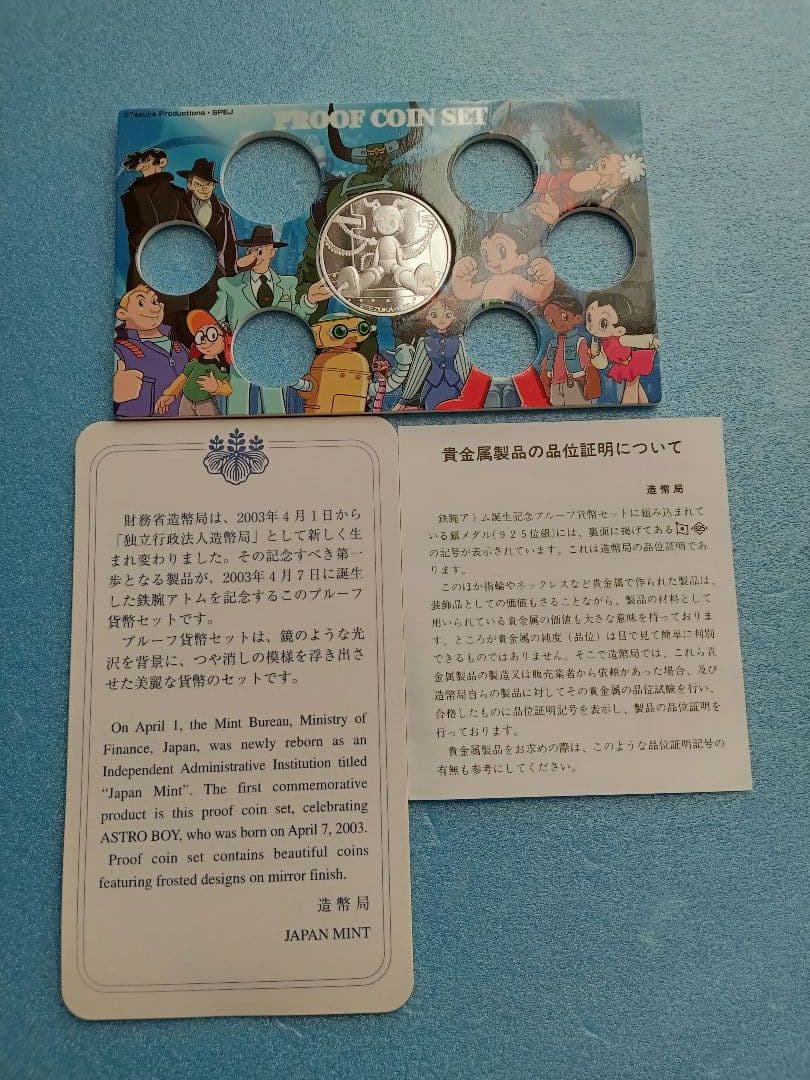 ©Tezuka Productions・SPEJ
PROOF COIN SET
財務省造幣局は、2003年4月1日から
「独立行政法人造幣局」として新しく生
まれ変わりました。その記念すべき第一
歩となる製品が、2003年4月7日に誕生
した鉄腕アトムを記念するこのプルーフ
貨幣セットです。
プルーフ貨幣セットは、鏡のような光
沢を背景に、つや消しの模様を浮き出さ
せた美麗な貨幣のセットです。
On April 1, the Mint Bureau, Ministry of
Finance, Japan, was newly reborn as an
Independent Administrative Institution titled
“Japan Mint”. The first commemorative
product is this proof coin set, celebrating
ASTRO BOY, who was born on April 7, 2003.
Proof coin set contains beautiful coins
featuring frosted designs on mirror finish.
造幣局
JAPAN MINT
貴金属製品の品位証明について
造幣局
鉄腕アトム誕生記念プルーフ貨幣セットに組み込まれて
いる銀メダル(925位銀)には、裏面に掲げてある
の記号が表示されています。これは造幣局の品位証明であ
ります。
このほか指輪やネックレスなど貴金属で作られた製品は、
装飾品としての価値もさることながら、製品の材料として
用いられている貴金属の価値も大きな意味を持っておりま
す。ところが貴金属の純度(品位)は目で見て簡単に判別
できるものではありません。そこで造幣局では、これら貴
金属製品の製造又は販売業者から依頼があった場合、及び
造幣局自らの製品に対してその貴金属の品位試験を行い、
合格したものに品位証明記号を表示し、製品の品位証明を
行っております。
貴金属製品をお求めの際は、このような品位証明記号の
有無も参考にしてください。